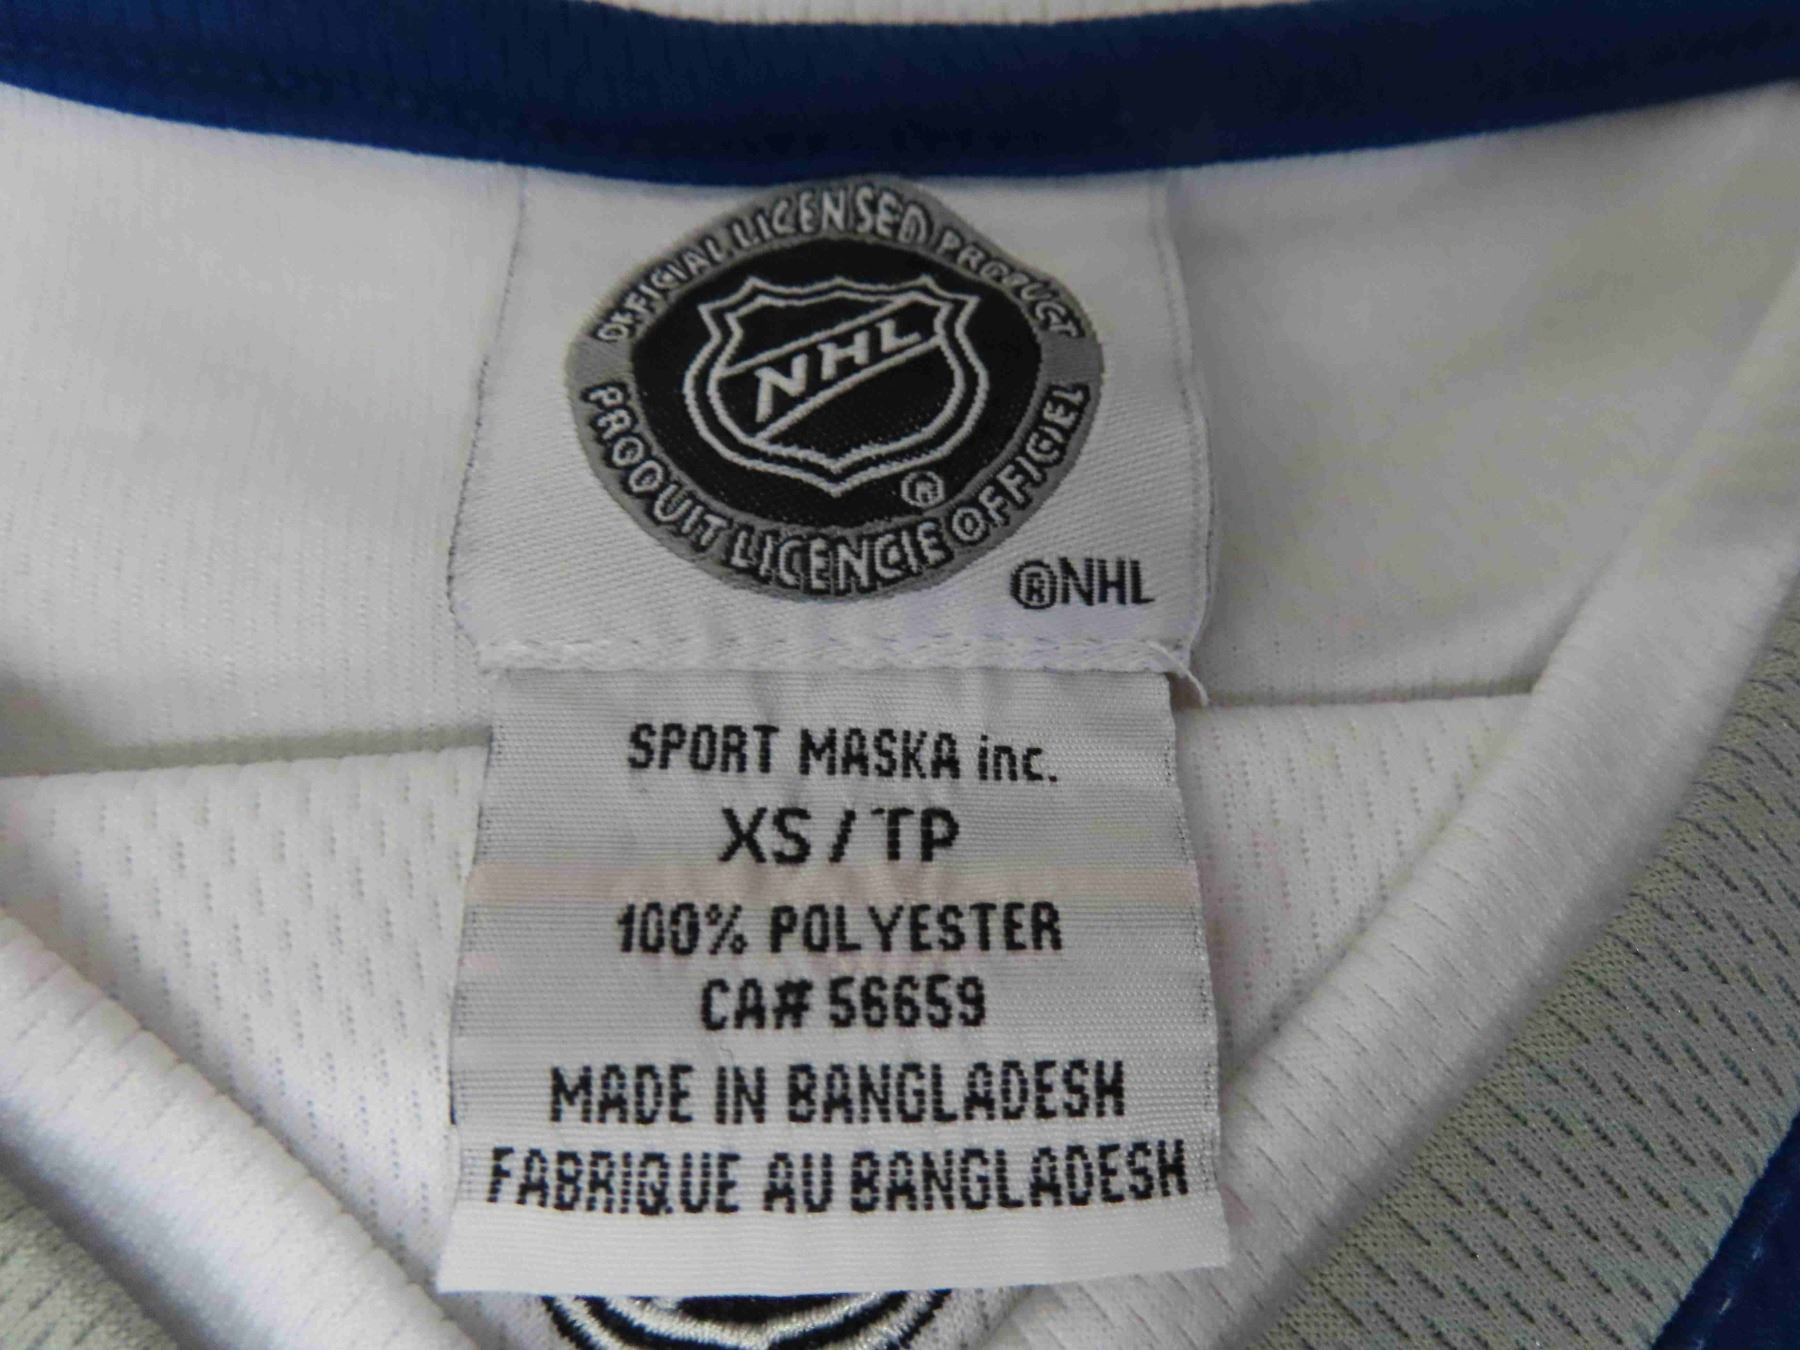 OFFICIAL LICENSED PRODUCT
NHL
®
PRODUIT LICENCIE OFFICIEL
®NHL
SPORT MASKA inc.
XS / TP
100% POLYESTER
CA# 56659
MADE IN BANGLADESH
FABRIQUE AU BANGLADESH